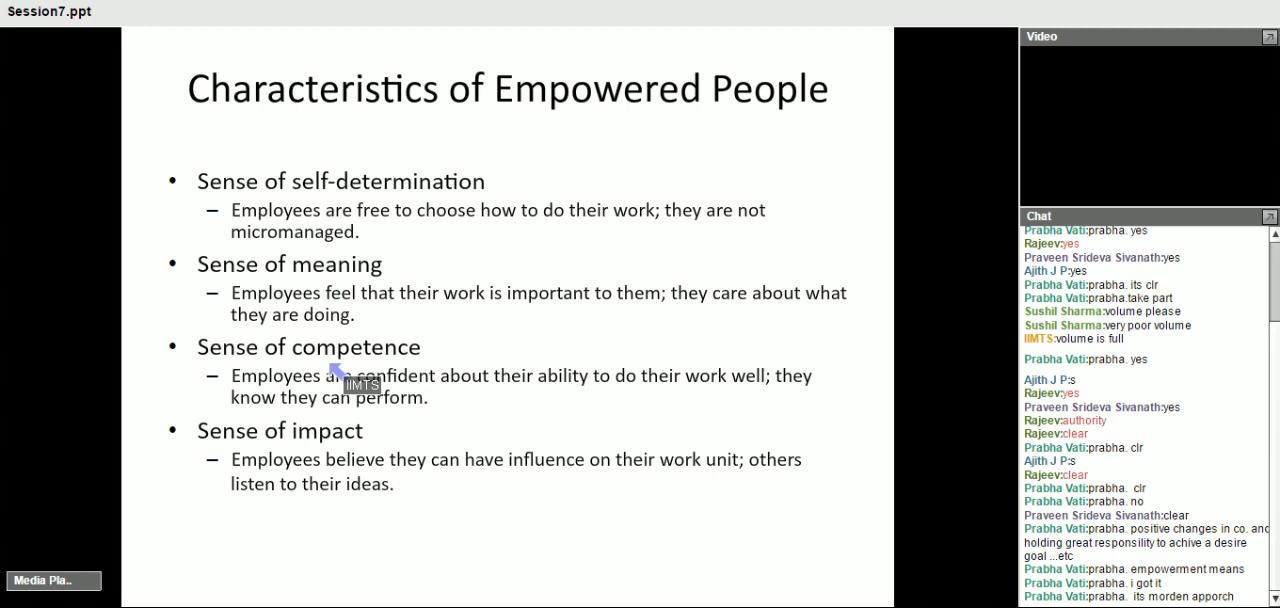 Session7.ppt
Characteristics of Empowered People
• Sense of self-determination
– Employees are free to choose how to do their work; they are not
micromanaged.
• Sense of meaning
– Employees feel that their work is important to them; they care about what
they are doing.
• Sense of competence
– Employees are confident about their ability to do their work well; they
know they can perform.
IIMTS
• Sense of impact
– Employees believe they can have influence on their work unit; others
listen to their ideas.
Media Pla..
Video
Chat
Prabha Vati:prabha. yes
Rajeev:yes
Praveen Srideva Sivanath:yes
Ajith J P:yes
Prabha Vati:prabha. its clr
Prabha Vati:prabha.take part
Sushil Sharma:volume please
Sushil Sharma:very poor volume
IIMTS:volume is full
Prabha Vati:prabha. yes
Ajith J P:s
Rajeev:yes
Praveen Srideva Sivanath:yes
Rajeev:authority
Rajeev:clear
Prabha Vati:prabha. clr
Ajith J P:s
Rajeev:clear
Prabha Vati:prabha. clr
Prabha Vati:prabha. no
Praveen Srideva Sivanath:clear
Prabha Vati:prabha. positive changes in co. and
holding great responsility to achive a desire
goal ...etc
Prabha Vati:prabha. empowerment means
Prabha Vati:prabha. i got it
Prabha Vati:prabha. its morden apporch